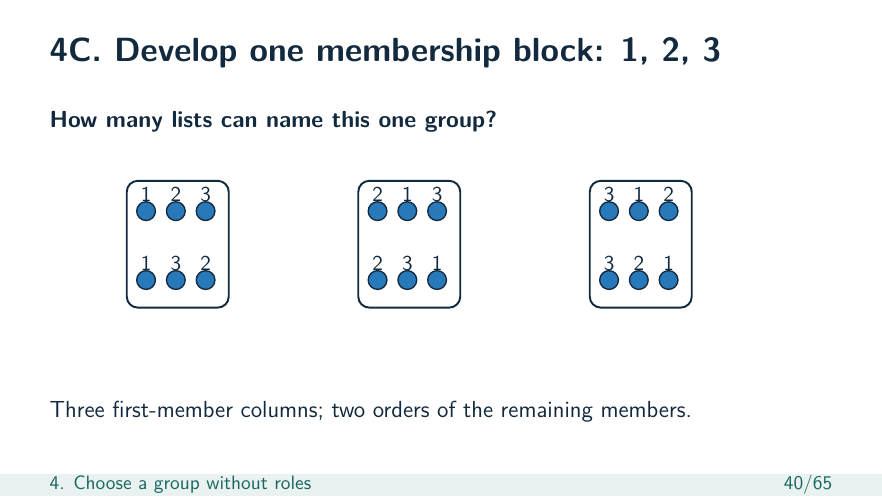 4C. Develop one membership block: 1, 2, 3
How many lists can name this one group?
1 2 3 2 1 3 3 1 2
1 3 2 2 3 1 3 2 1
Three first-member columns; two orders of the remaining members.
4. Choose a group without roles 40/65